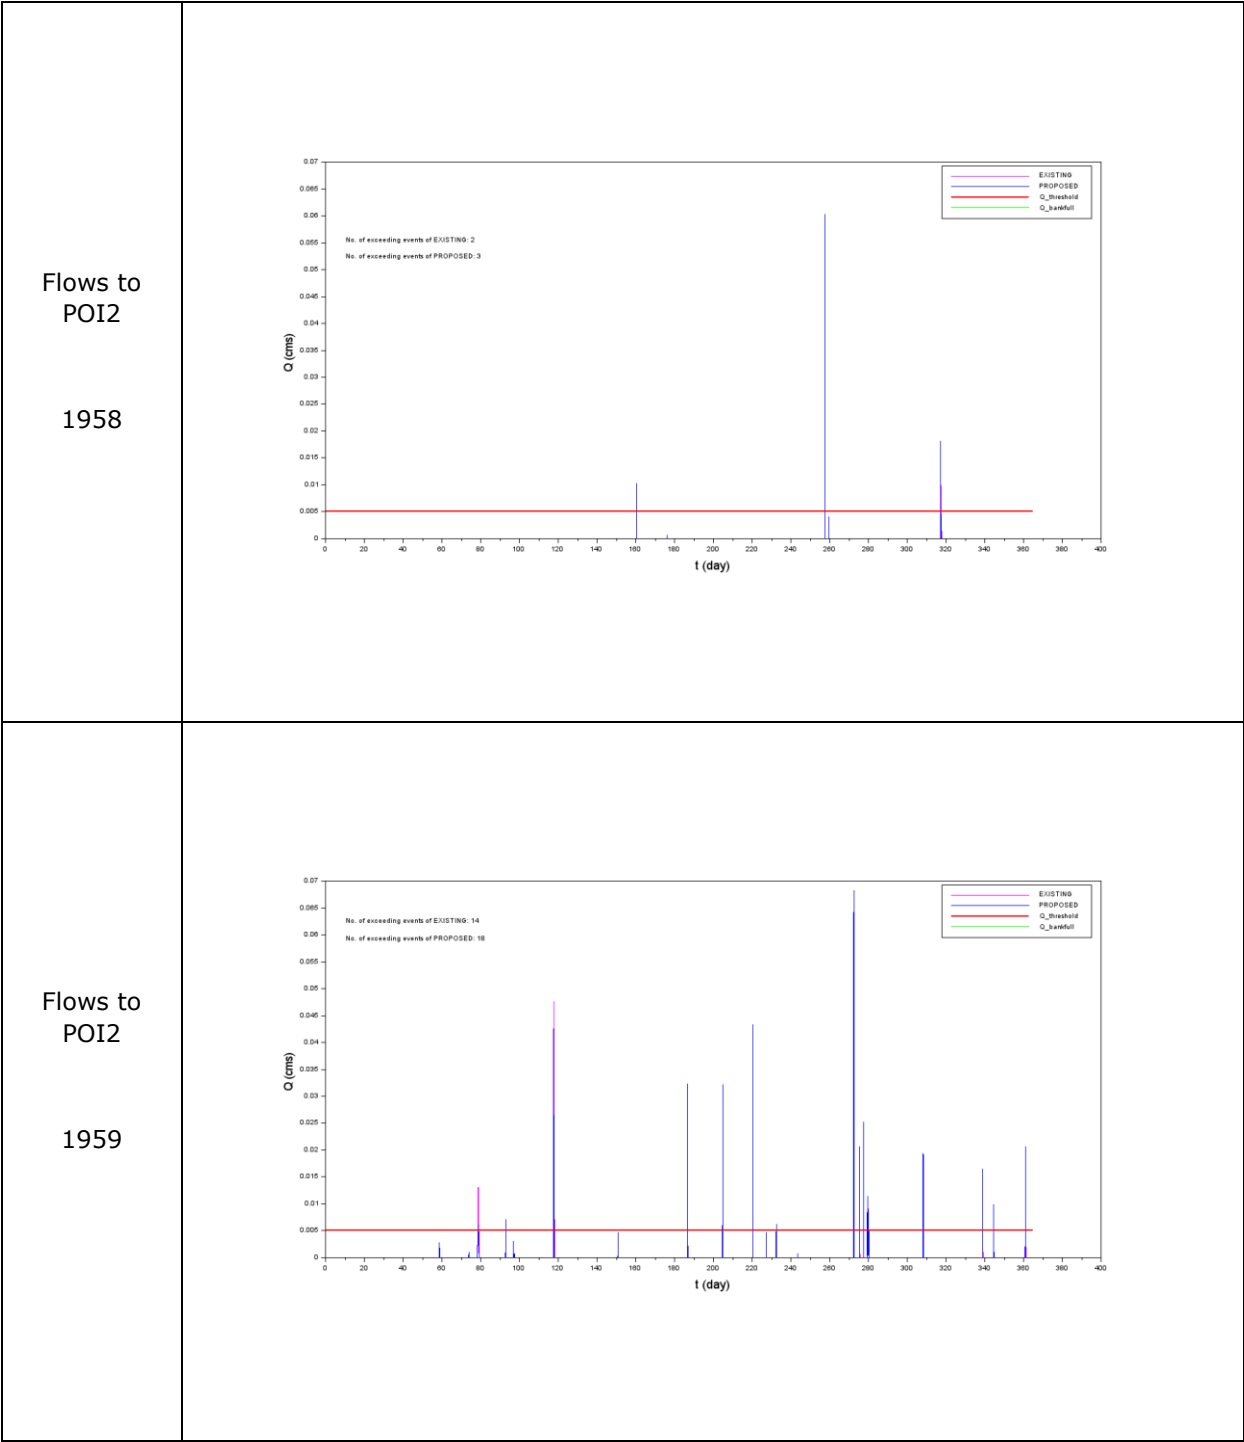 Flows to
POI2
1958
0.07
0.065
0.06
0.055
0.05
0.045
0.04
0.035
0.03
0.025
0.02
0.015
0.01
0.005
0
Q (cms)
No. of exceeding events of EXISTING: 2
No. of exceeding events of PROPOSED: 3
EXISTING
PROPOSED
Q_threshold
Q_bankfull
0 20 40 60 80 100 120 140 160 180 200 220 240 260 280 300 320 340 360 380 400
t (day)
Flows to
POI2
1959
0.07
0.065
0.06
0.055
0.05
0.045
0.04
0.035
0.03
0.025
0.02
0.015
0.01
0.005
0
Q (cms)
No. of exceeding events of EXISTING: 14
No. of exceeding events of PROPOSED: 18
EXISTING
PROPOSED
Q_threshold
Q_bankfull
0 20 40 60 80 100 120 140 160 180 200 220 240 260 280 300 320 340 360 380 400
t (day)